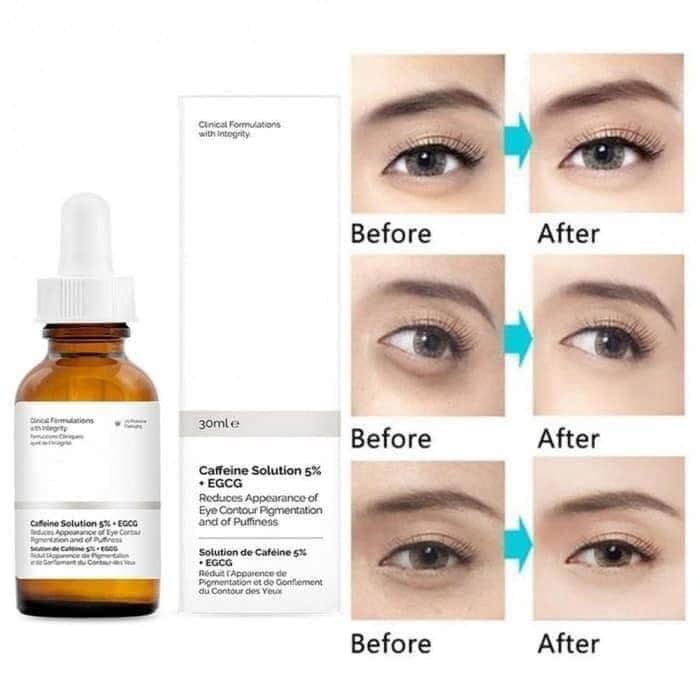 Clinical Formulations
with Integrity.
30ml e
Caffeine Solution 5%
+ EGCG
Reduces Appearance of
Eye Contour Pigmentation
and of Puffiness
Solution de Caféine 5%
+ EGCG
Réduit l'Apparence de
Pigmentation et de Gonflement
du Contour des Yeux
Clinical Formulations
with Integrity.
Formulations Cliniques
avec de l'Intégrité.
Caffeine Solution 5% + EGCG
Reduces Appearance of Eye Contour
Pigmentation and of Puffiness
Solution de Caféine 5% + EGCG
Réduit l'Apparence de Pigmentation
et de Gonflement du Contour des Yeux
Before
After
Before
After
Before
After